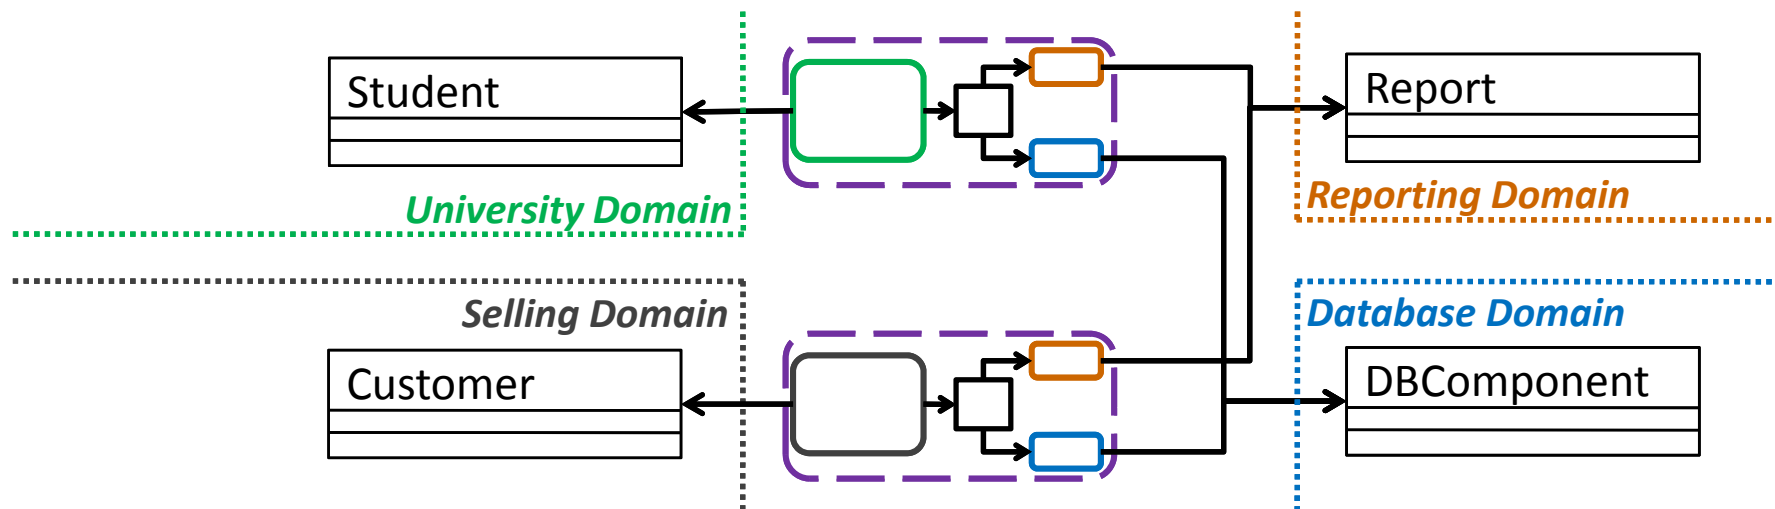 Student
Report
University Domain
Reporting Domain
Selling Domain
Database Domain
Customer
DBComponent